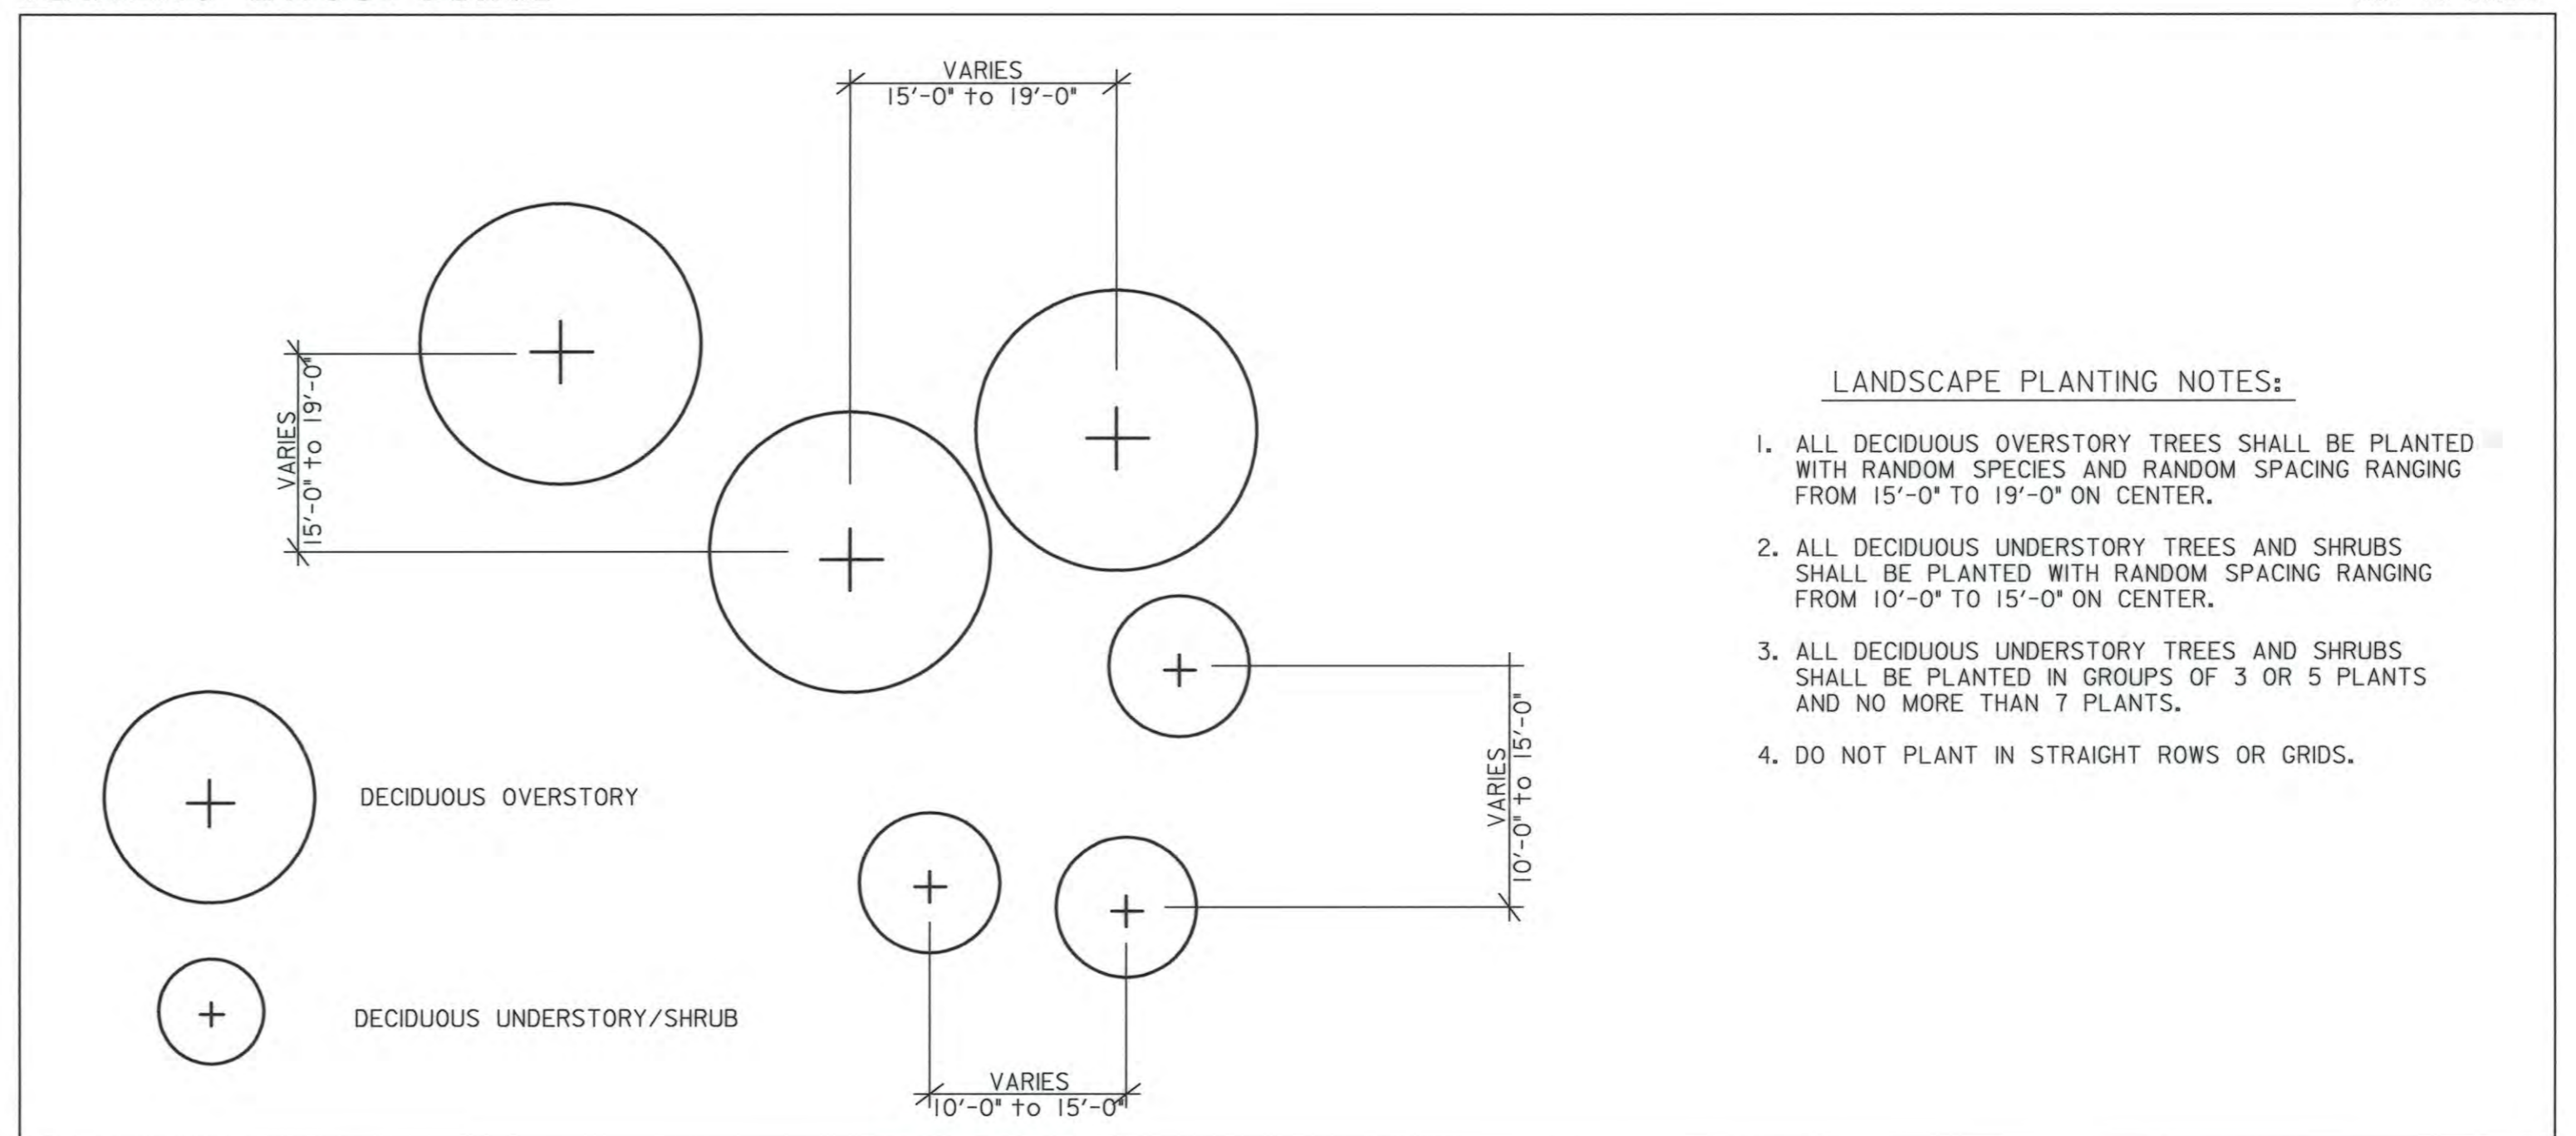 VARIES
15'-0" to 19'-0"
VARIES
15'-0" to 19'-0"
LANDSCAPE PLANTING NOTES:
1. ALL DECIDUOUS OVERSTORY TREES SHALL BE PLANTED
WITH RANDOM SPECIES AND RANDOM SPACING RANGING
FROM 15'-0" TO 19'-0" ON CENTER.
2. ALL DECIDUOUS UNDERSTORY TREES AND SHRUBS
SHALL BE PLANTED WITH RANDOM SPACING RANGING
FROM 10'-0" TO 15'-0" ON CENTER.
3. ALL DECIDUOUS UNDERSTORY TREES AND SHRUBS
SHALL BE PLANTED IN GROUPS OF 3 OR 5 PLANTS
AND NO MORE THAN 7 PLANTS.
4. DO NOT PLANT IN STRAIGHT ROWS OR GRIDS.
VARIES
10'-0" to 15'-0"
DECIDUOUS OVERSTORY
DECIDUOUS UNDERSTORY/SHRUB
VARIES
10'-0" to 15'-0"